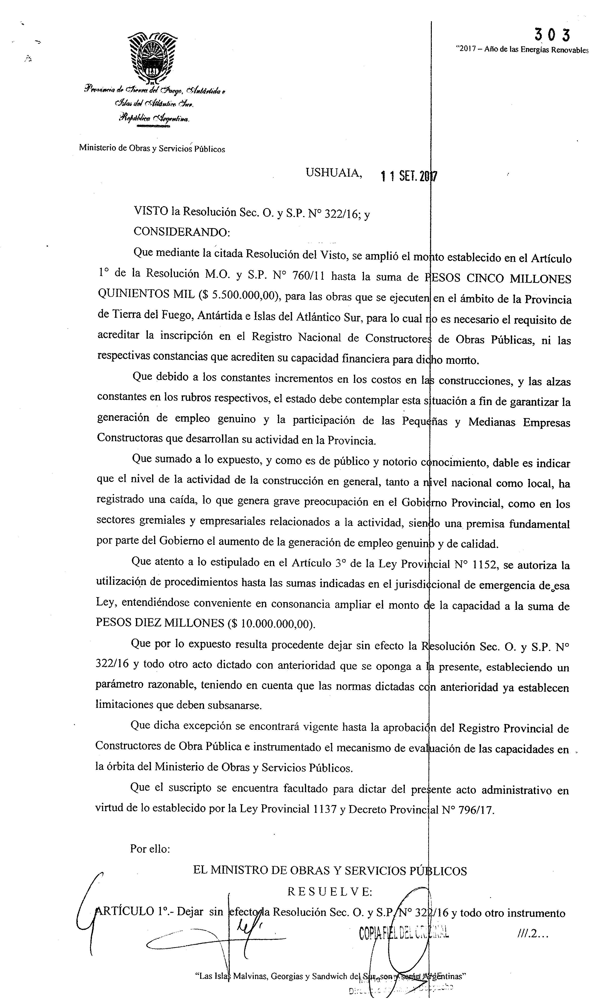 303
"2017 – Año de las Energías Renovables
Provincia de Tierra del Fuego, Antártida e
Islas del Atlántico Sur.
República Argentina.
Ministerio de Obras y Servicios Públicos
USHUAIA, 11 SET. 2017
VISTO la Resolución Sec. O. y S.P. N° 322/16; y
CONSIDERANDO:
Que mediante la citada Resolución del Visto, se amplió el monto establecido en el Artículo
1° de la Resolución M.O. y S.P. N° 760/11 hasta la suma de PESOS CINCO MILLONES
QUINIENTOS MIL ($ 5.500.000,00), para las obras que se ejecuten en el ámbito de la Provincia
de Tierra del Fuego, Antártida e Islas del Atlántico Sur, para lo cual no es necesario el requisito de
acreditar la inscripción en el Registro Nacional de Constructores de Obras Públicas, ni las
respectivas constancias que acrediten su capacidad financiera para dicho monto.
Que debido a los constantes incrementos en los costos en las construcciones, y las alzas
constantes en los rubros respectivos, el estado debe contemplar esta situación a fin de garantizar la
generación de empleo genuino y la participación de las Pequeñas y Medianas Empresas
Constructoras que desarrollan su actividad en la Provincia.
Que sumado a lo expuesto, y como es de público y notorio conocimiento, dable es indicar
que el nivel de la actividad de la construcción en general, tanto a nivel nacional como local, ha
registrado una caída, lo que genera grave preocupación en el Gobierno Provincial, como en los
sectores gremiales y empresariales relacionados a la actividad, siendo una premisa fundamental
por parte del Gobierno el aumento de la generación de empleo genuino y de calidad.
Que atento a lo estipulado en el Artículo 3° de la Ley Provincial N° 1152, se autoriza la
utilización de procedimientos hasta las sumas indicadas en el jurisdiccional de emergencia de esa
Ley, entendiéndose conveniente en consonancia ampliar el monto de la capacidad a la suma de
PESOS DIEZ MILLONES ($ 10.000.000,00).
Que por lo expuesto resulta procedente dejar sin efecto la Resolución Sec. O. y S.P. N°
322/16 y todo otro acto dictado con anterioridad que se oponga a la presente, estableciendo un
parámetro razonable, teniendo en cuenta que las normas dictadas con anterioridad ya establecen
limitaciones que deben subsanarse.
Que dicha excepción se encontrará vigente hasta la aprobación del Registro Provincial de
Constructores de Obra Pública e instrumentado el mecanismo de evaluación de las capacidades en
la órbita del Ministerio de Obras y Servicios Públicos.
Que el suscripto se encuentra facultado para dictar del presente acto administrativo en
virtud de lo establecido por la Ley Provincial 1137 y Decreto Provincial N° 796/17.
Por ello:
EL MINISTRO DE OBRAS Y SERVICIOS PÚBLICOS
R E S U E L V E:
ARTÍCULO 1º.- Dejar sin efecto la Resolución Sec. O. y S.P. N° 322/16 y todo otro instrumento
COPIA FIEL DEL ORIGINAL
///.2...
"Las Islas Malvinas, Georgias y Sandwich del Sur, son y serán Argentinas"